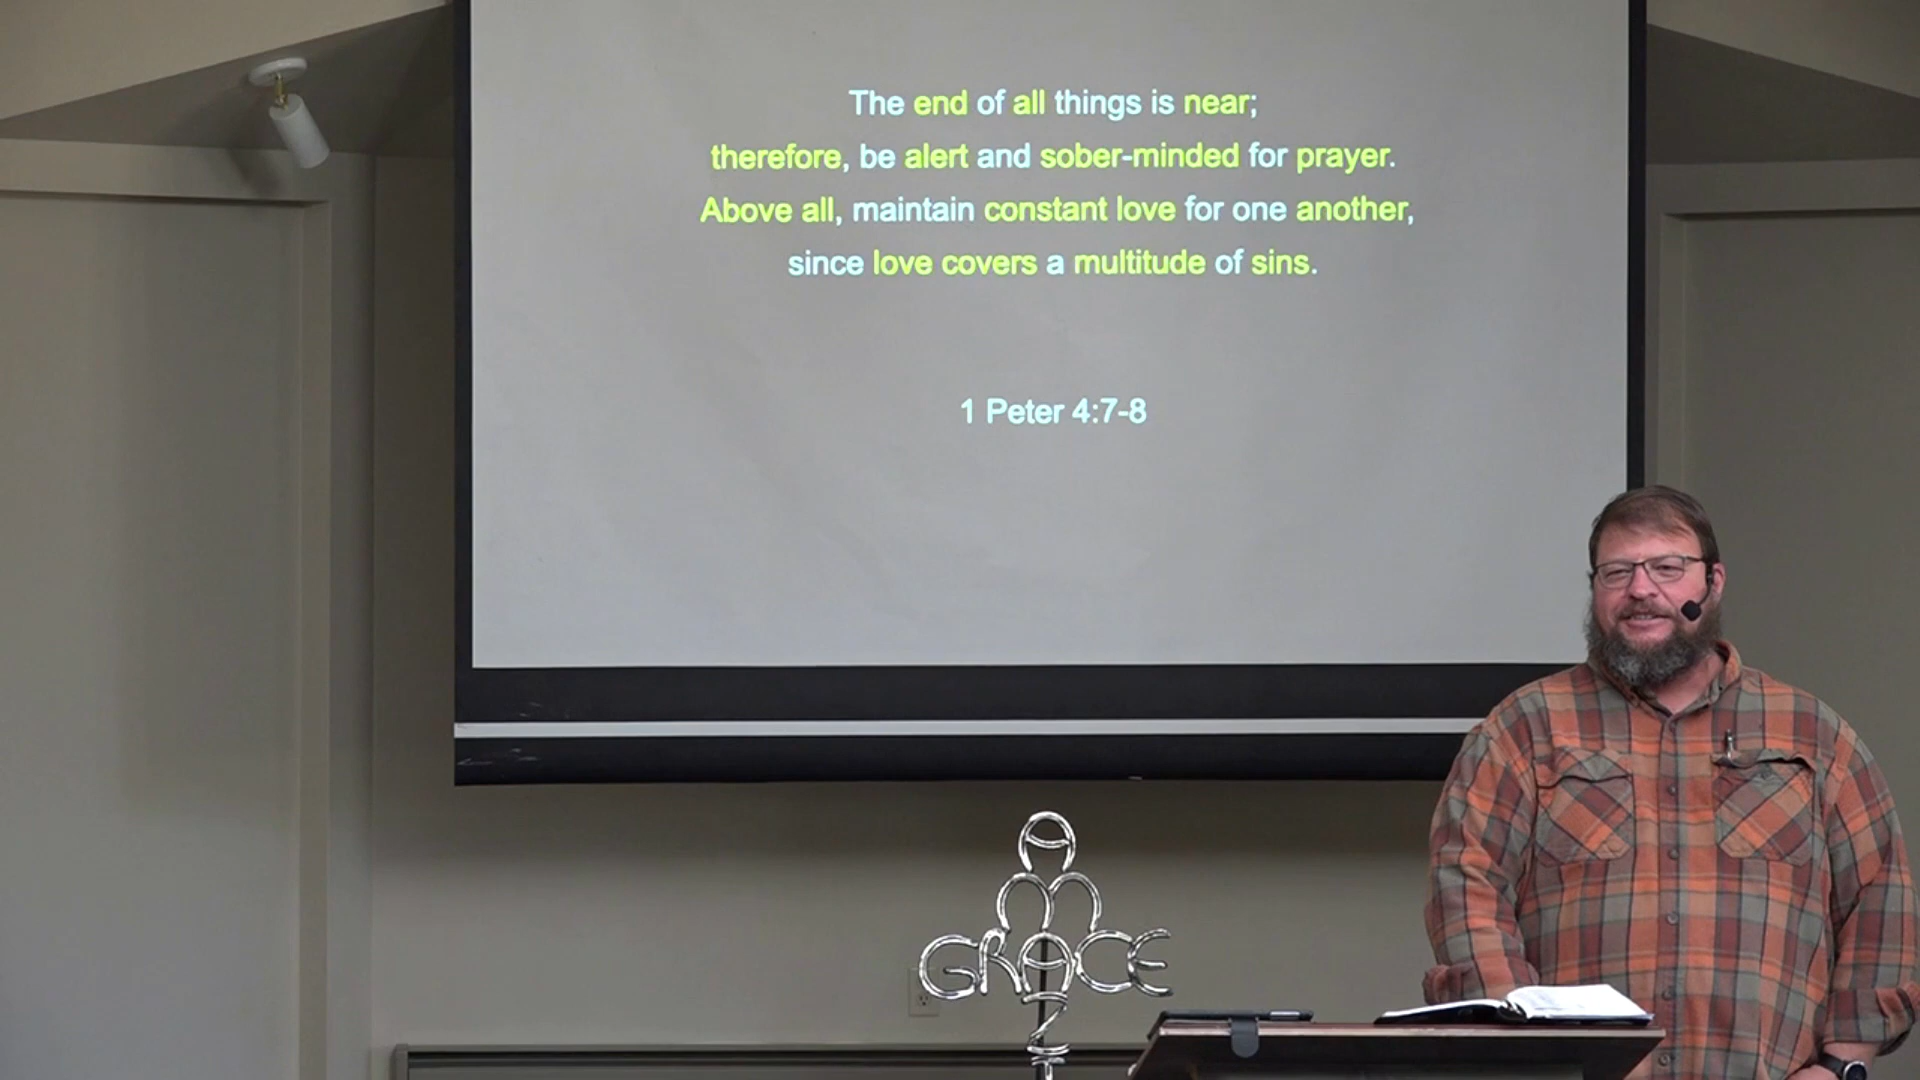 The end of all things is near;
therefore, be alert and sober-minded for prayer.
Above all, maintain constant love for one another,
since love covers a multitude of sins.
1 Peter 4:7-8
AMAZ
GRACE